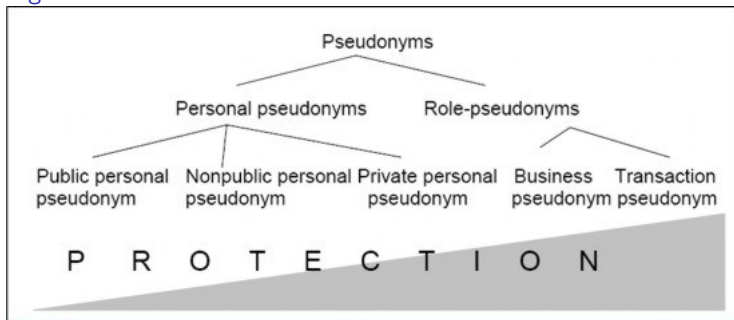 Pseudonyms
Personal pseudonyms Role-pseudonyms
Public personal Nonpublic personal Private personal Business Transaction
pseudonym pseudonym pseudonym pseudonym pseudonym
P R O T E C T I O N